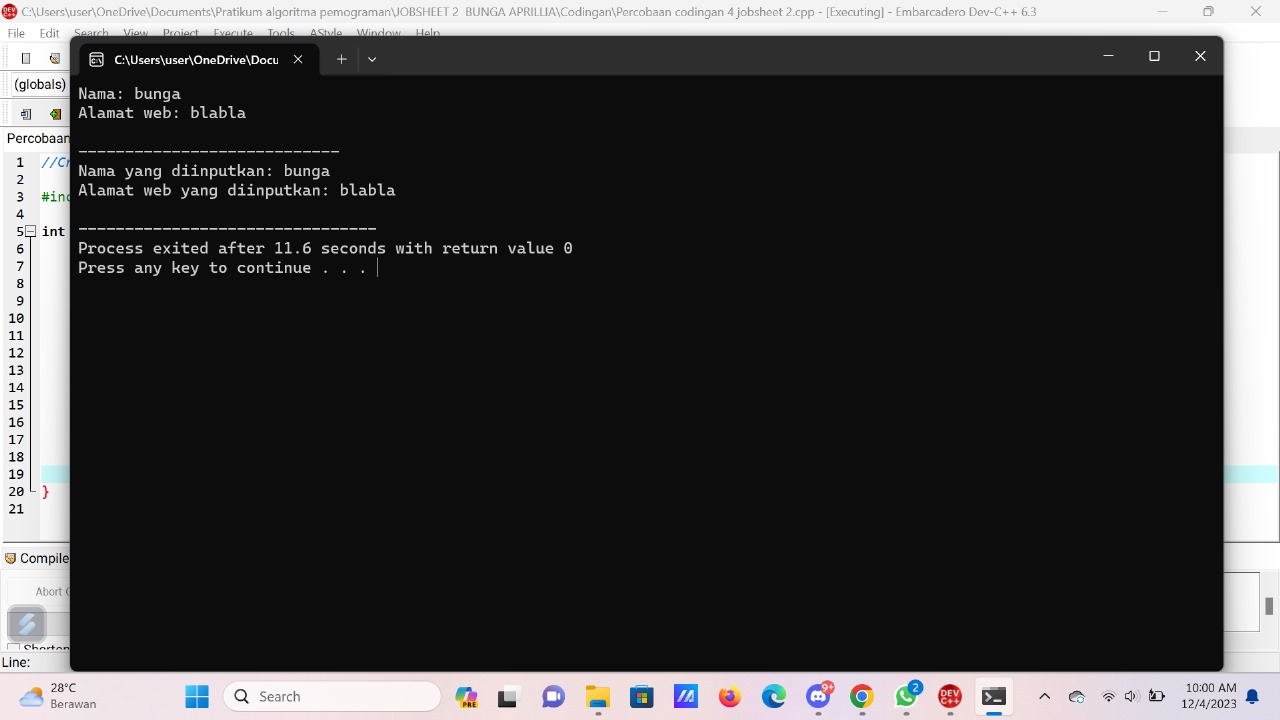 C:\Users\user\OneDrive\Documents\Pratikum algoritma pemograman\JOBSHEET 2_BUNGA APRILLIA\Codingan\Percobaan codingan 4 jobsheet 2.cpp - [Executing] - Embarcadero Dev-C++ 6.3
File Edit Search View Project Execute Tools AStyle Window Help
C:\Users\user\OneDrive\Docu
(globals)
Nama: bunga
Alamat web: blabla
Percobaan
----------------------------
1 //Cr
Nama yang diinputkan: bunga
2
Alamat web yang diinputkan: blabla
3 #inc
4
--------------------------------
5 int
6
Process exited after 11.6 seconds with return value 0
7
Press any key to continue . . .
8
9
10
11
12
13
14
15
16
17
18
19
20 }
21
Compile
Abort
Shorten
Line:
28°C
Berawan
Search
PRE
9+
2
DEV
C++
10:00 AM
12/4/2023